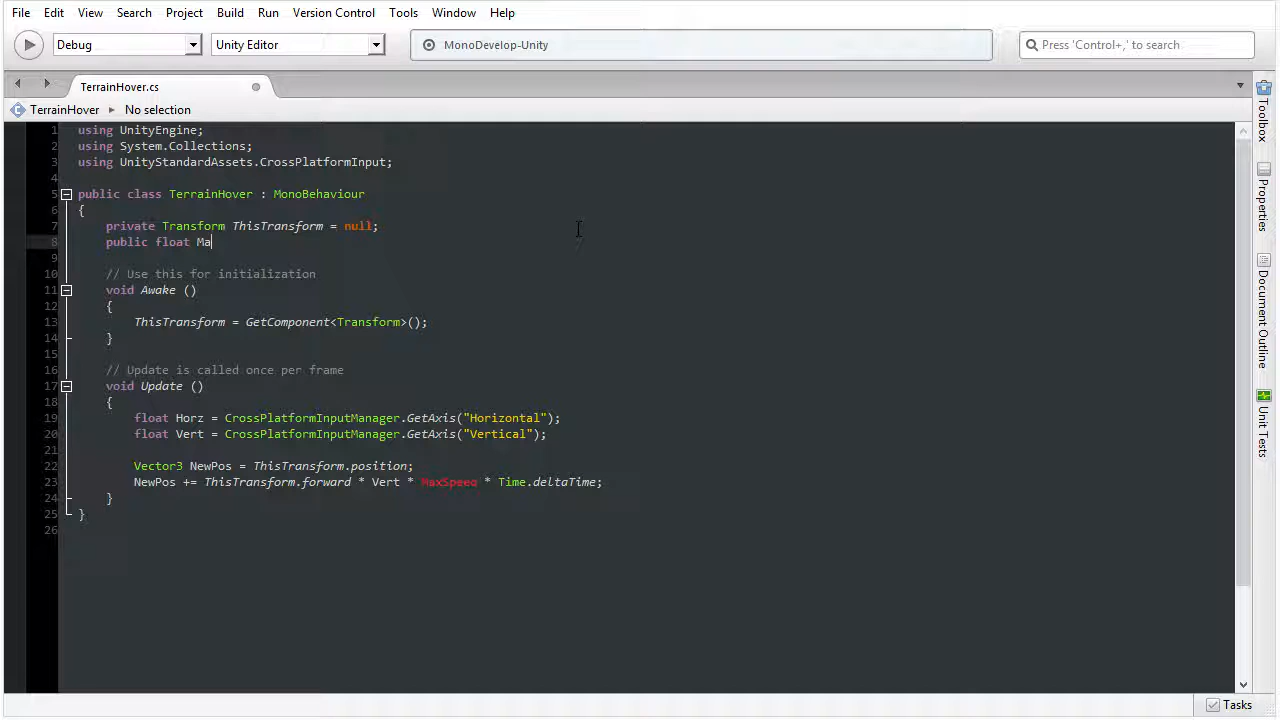 File Edit View Search Project Build Run Version Control Tools Window Help
Debug Unity Editor MonoDevelop-Unity Press 'Control+,' to search
TerrainHover.cs
TerrainHover No selection
1 using UnityEngine;
2 using System.Collections;
3 using UnityStandardAssets.CrossPlatformInput;
4
5 public class TerrainHover : MonoBehaviour
6 {
7 private Transform ThisTransform = null;
8 public float Ma
9
10 // Use this for initialization
11 void Awake ()
12 {
13 ThisTransform = GetComponent<Transform>();
14 }
15
16 // Update is called once per frame
17 void Update ()
18 {
19 float Horz = CrossPlatformInputManager.GetAxis("Horizontal");
20 float Vert = CrossPlatformInputManager.GetAxis("Vertical");
21
22 Vector3 NewPos = ThisTransform.position;
23 NewPos += ThisTransform.forward * Vert * MaxSpeed * Time.deltaTime;
24 }
25 }
26
Toolbox
Properties
Document Outline
Unit Tests
Tasks